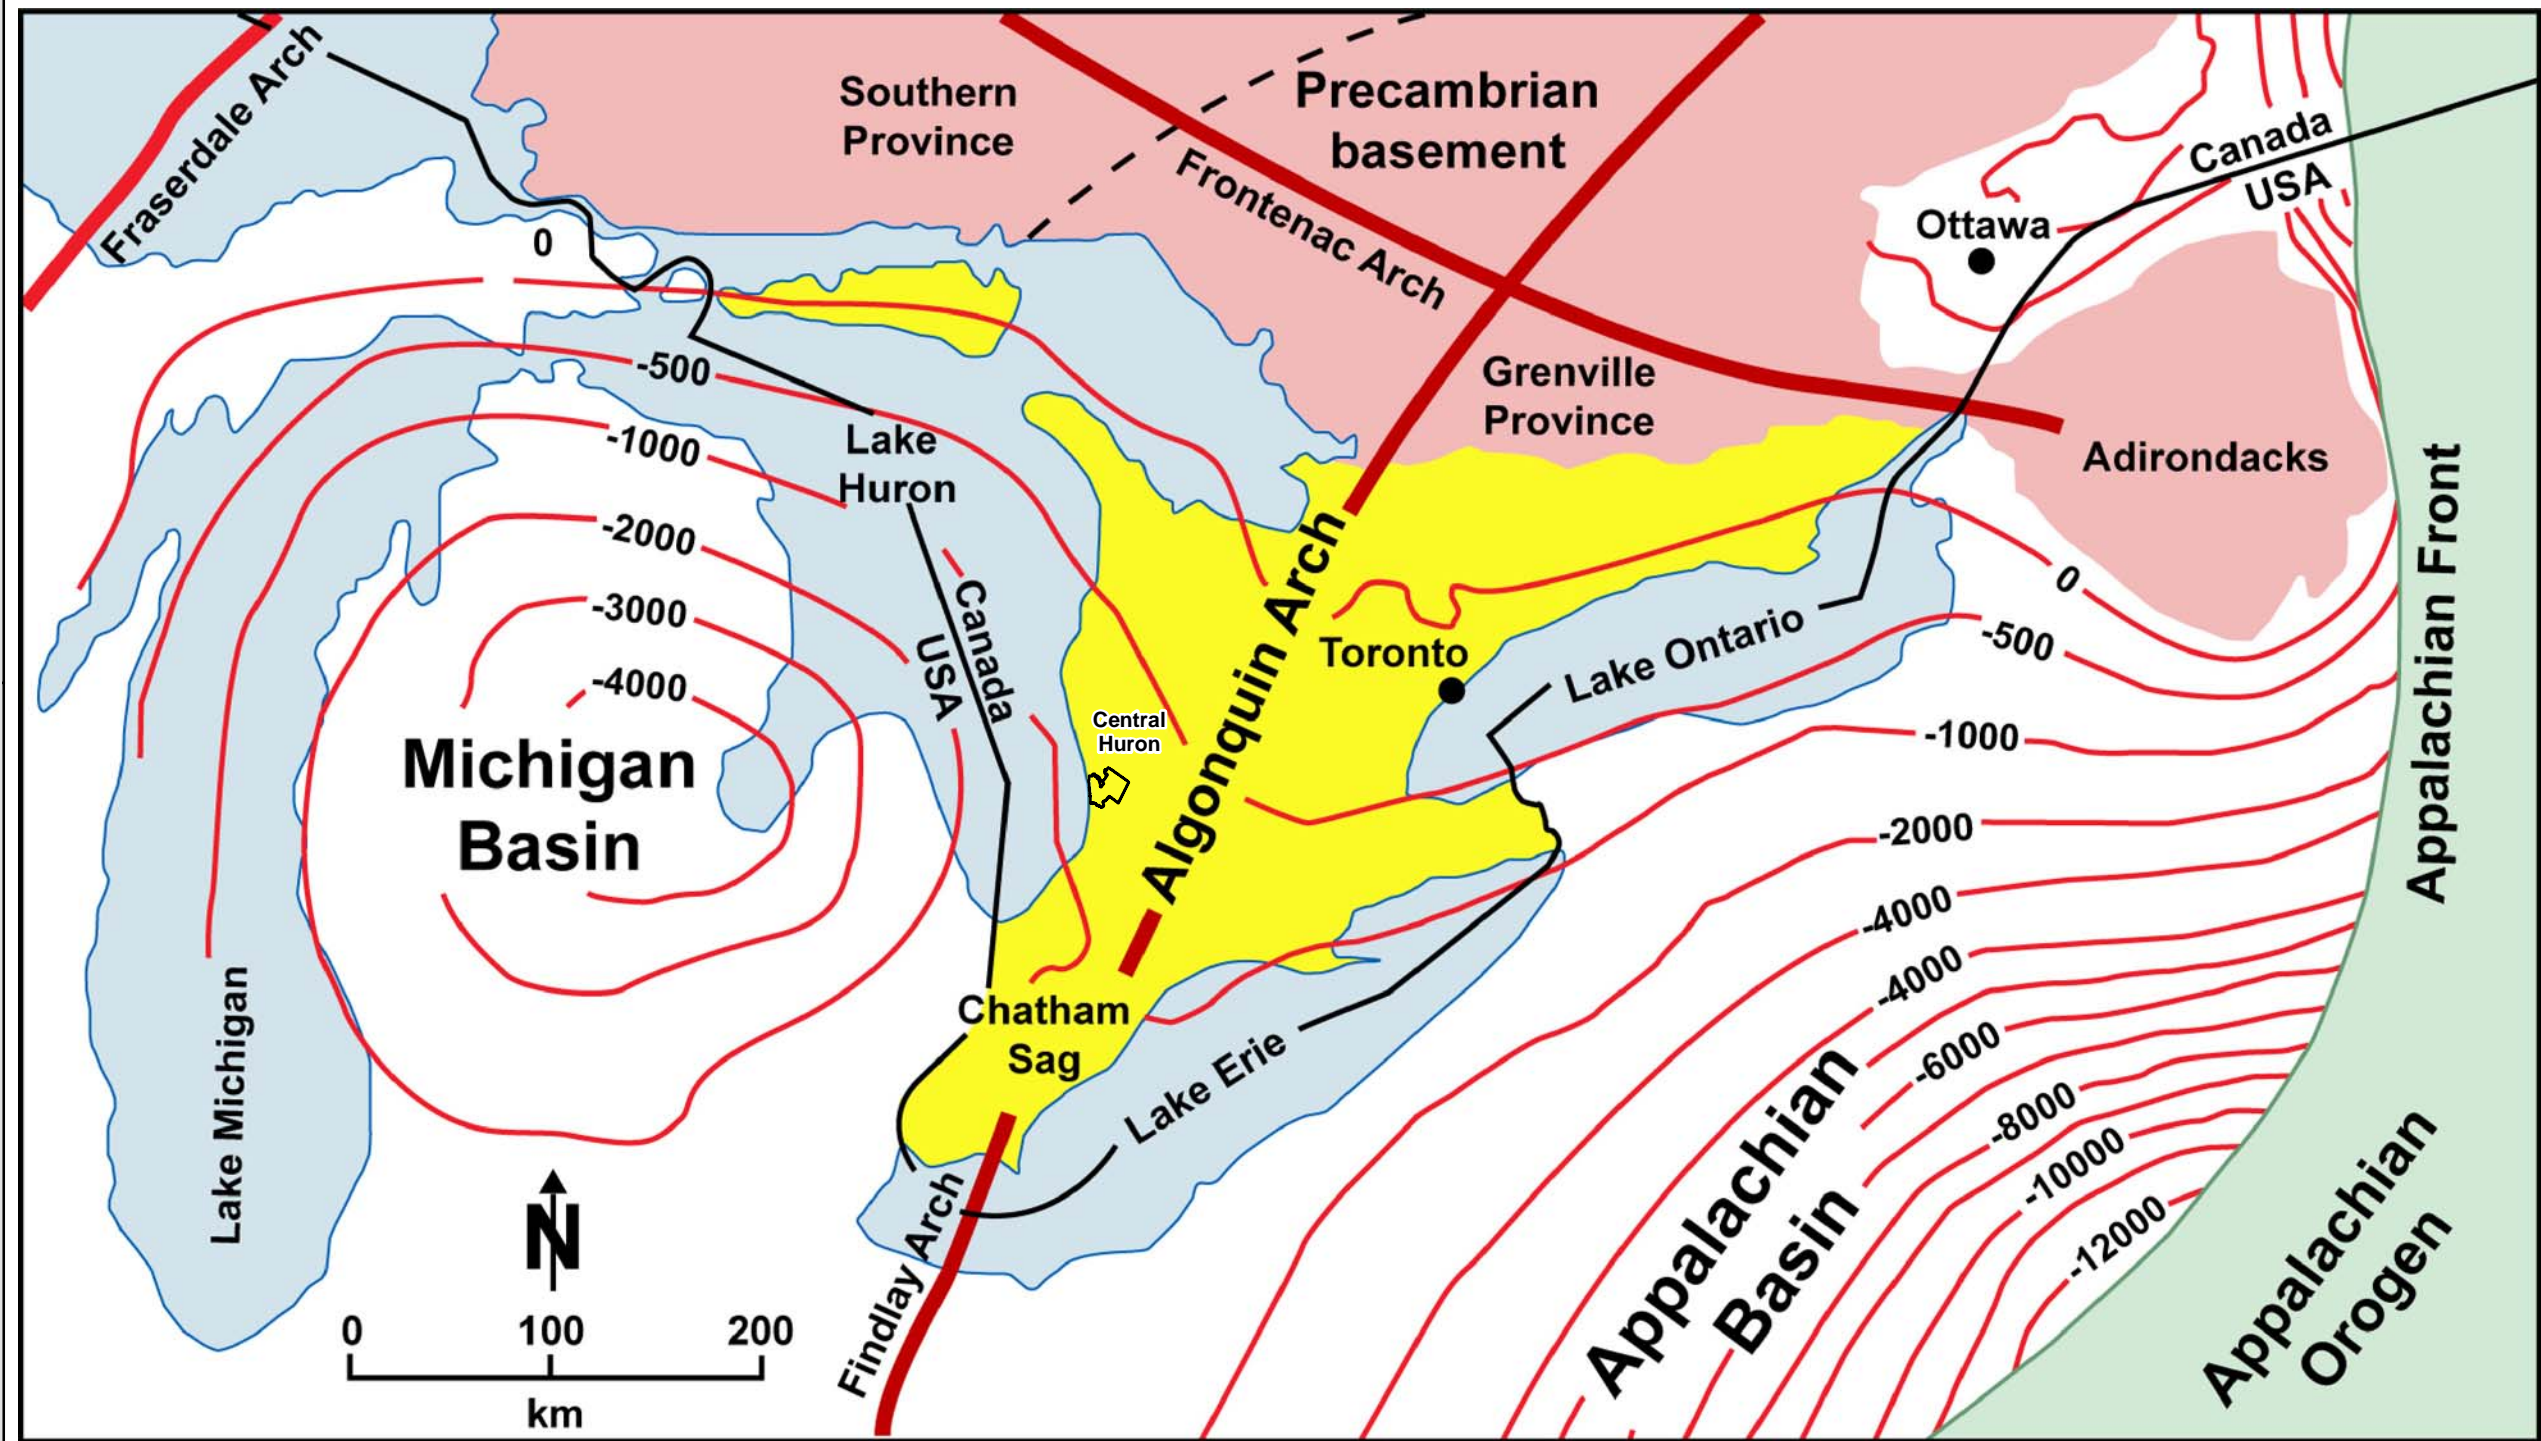 Fraserdale Arch
Southern
Province
Precambrian
basement
Frontenac Arch
Canada
USA
Ottawa
0
-500
-1000
-2000
-3000
-4000
Lake
Huron
Grenville
Province
Adirondacks
Canada
USA
Central
Huron
Algonquin Arch
Toronto
Lake Ontario
0
-500
-1000
-2000
-4000
-4000
-6000
-8000
-10000
-12000
Michigan
Basin
Lake Michigan
Chatham
Sag
Lake Erie
Findlay Arch
Appalachian
Basin
Appalachian Front
Appalachian
Orogen
N
0 100 200
km